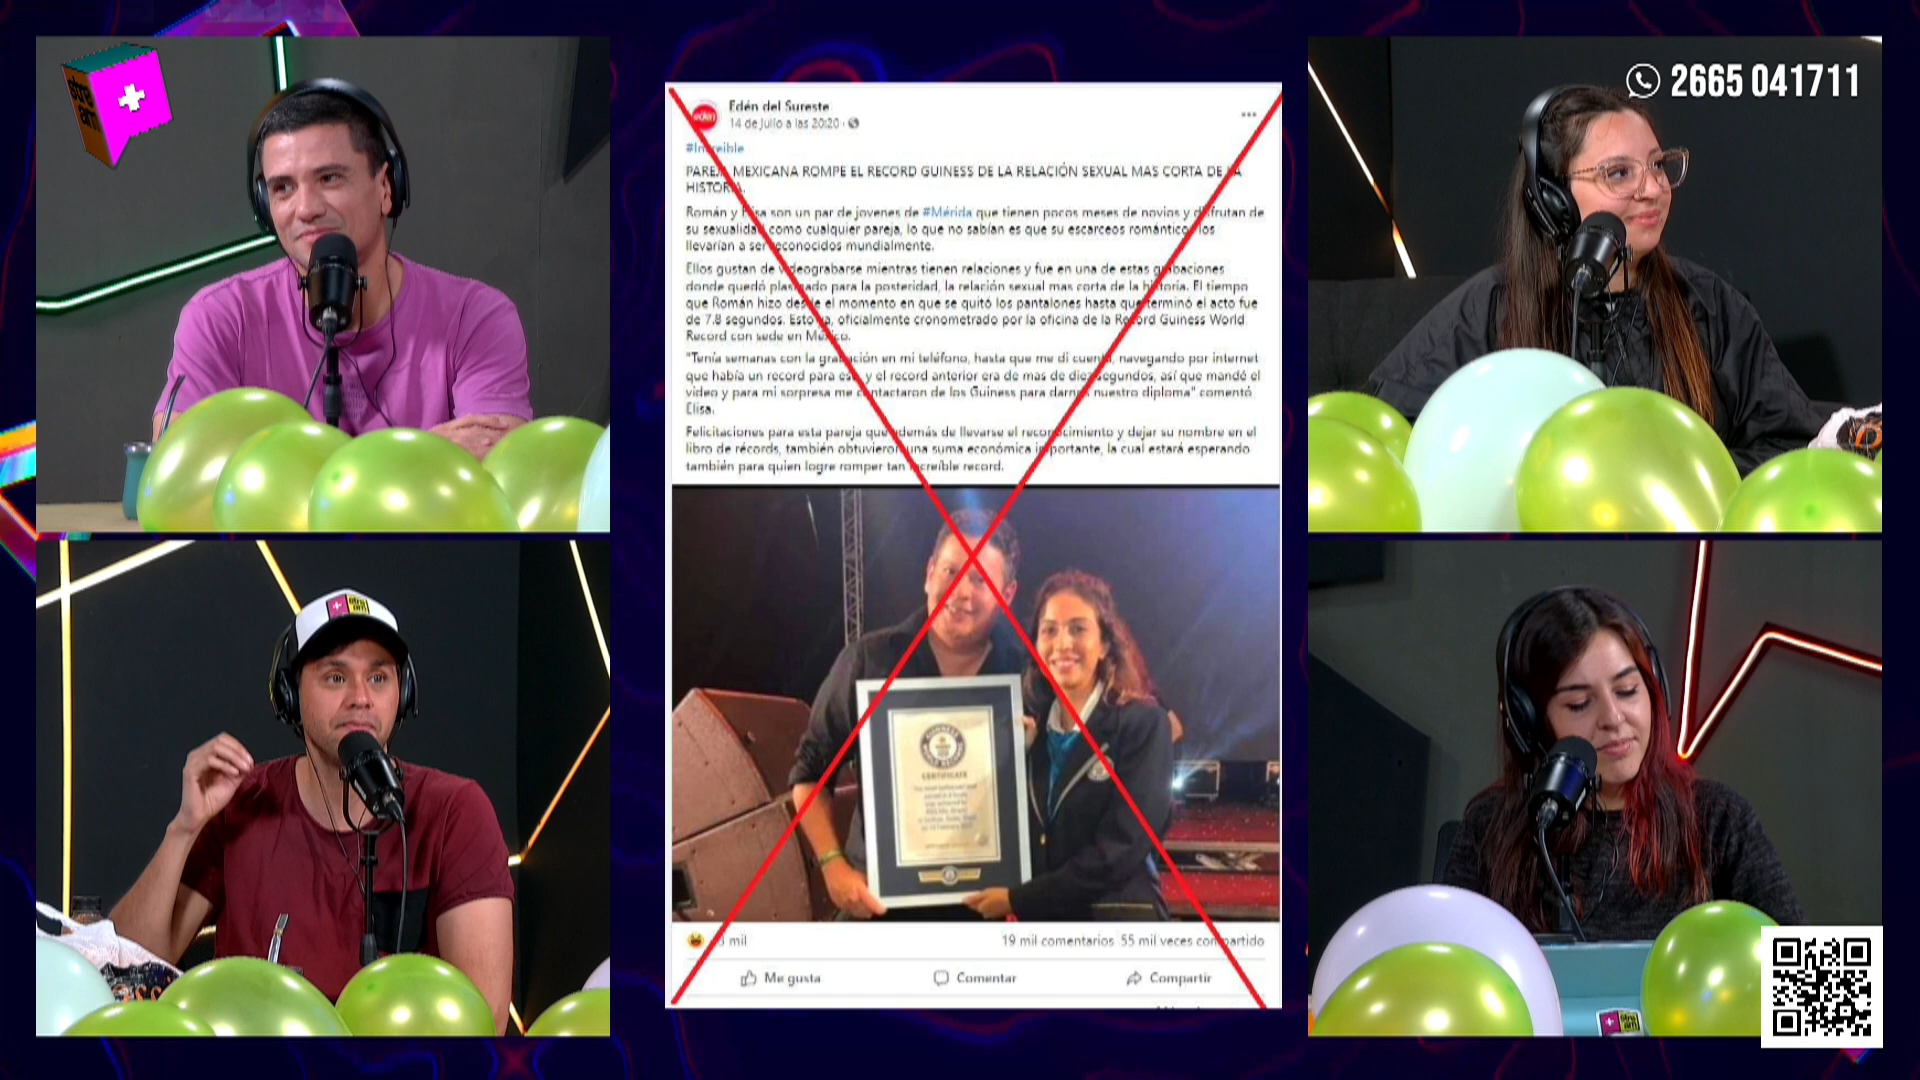 stre
am
2665 041711
eden
Edén del Sureste
14 de Julio a las 20:20
#Increible
PAREJA MEXICANA ROMPE EL RECORD GUINESS DE LA RELACIÓN SEXUAL MAS CORTA DE LA
HISTORIA.
Román y Elisa son un par de jovenes de #Mérida que tienen pocos meses de novios y disfrutan de
su sexualidad como cualquier pareja, lo que no sabían es que su escarceos romántico los
llevarían a ser reconocidos mundialmente.
Ellos gustan de videograbarse mientras tienen relaciones y fue en una de estas grabaciones
donde quedó plasmado para la posteridad, la relación sexual mas corta de la historia. El tiempo
que Román hizo desde el momento en que se quitó los pantalones hasta que terminó el acto fue
de 7.8 segundos. Esto ya, oficialmente cronometrado por la oficina de la Record Guiness World
Record con sede en México.
"Tenía semanas con la grabación en mi teléfono, hasta que me di cuenta, navegando por internet
que había un record para eso, y el record anterior era de mas de diez segundos, así que mandé el
video y para mi sorpresa me contactaron de los Guiness para darnos nuestro diploma" comentó
Elisa.
Felicitaciones para esta pareja que además de llevarse el reconocimiento y dejar su nombre en el
libro de récords, también obtuvieron una suma económica importante, la cual estará esperando
también para quien logre romper tan increíble record.
CERTIFICATE
mil
19 mil comentarios 55 mil veces compartido
Me gusta
Comentar
Compartir
stre
am
stre
am